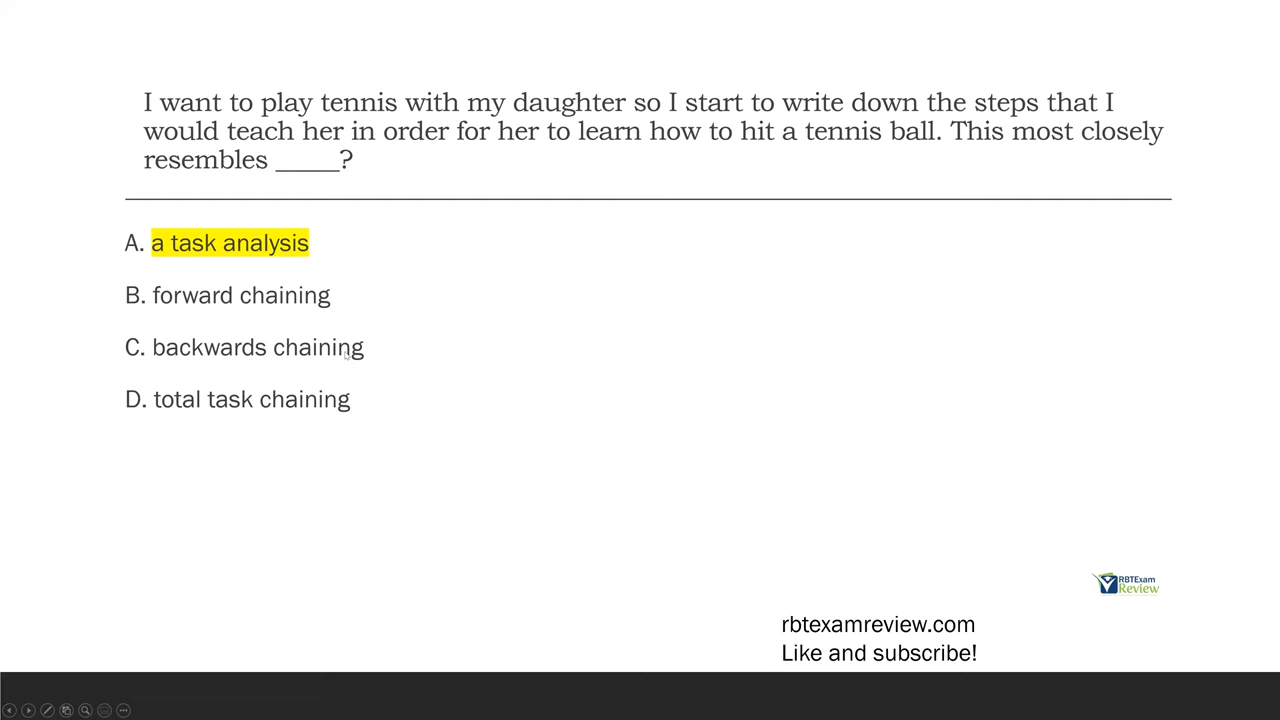 I want to play tennis with my daughter so I start to write down the steps that I
would teach her in order for her to learn how to hit a tennis ball. This most closely
resembles _____?
A. a task analysis
B. forward chaining
C. backwards chaining
D. total task chaining
RBTExam
Review
rbtexamreview.com
Like and subscribe!